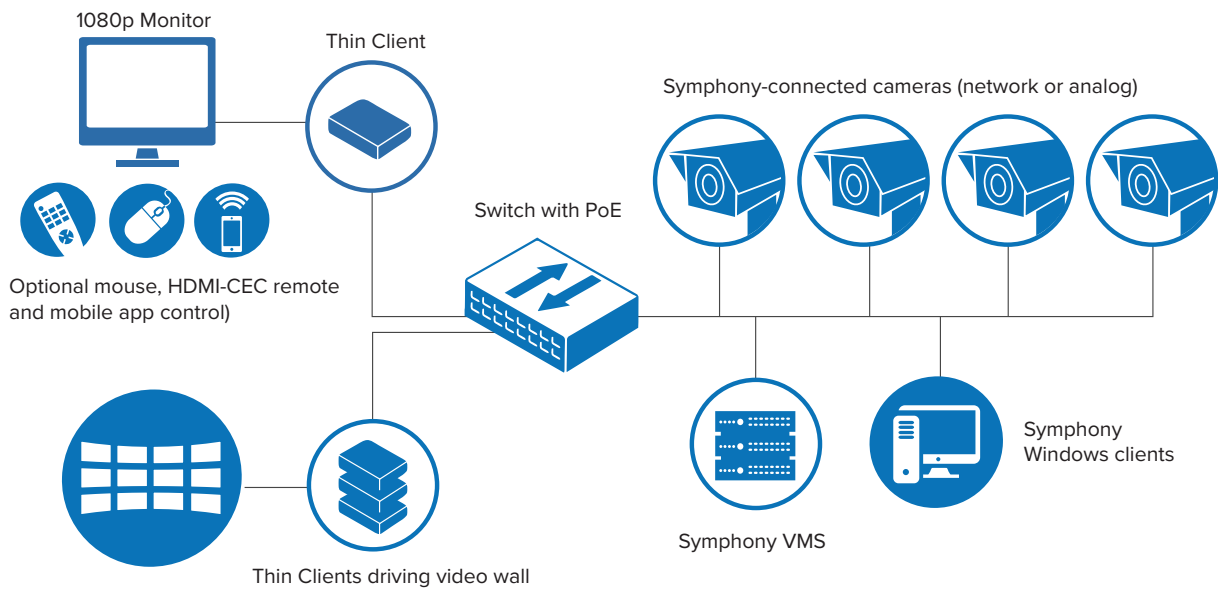 1080p Monitor
Thin Client
Symphony-connected cameras (network or analog)
Switch with PoE
Optional mouse, HDMI-CEC remote
and mobile app control)
Symphony
Windows clients
Symphony VMS
Thin Clients driving video wall